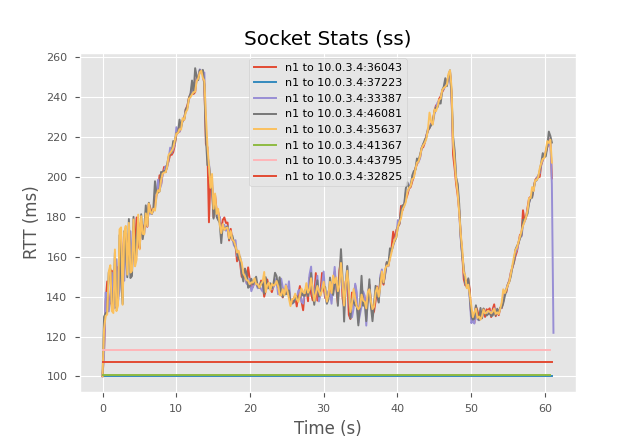 Socket Stats (ss)
260
240
220
200
180
160
140
120
100
RTT (ms)
n1 to 10.0.3.4:36043
n1 to 10.0.3.4:37223
n1 to 10.0.3.4:33387
n1 to 10.0.3.4:46081
n1 to 10.0.3.4:35637
n1 to 10.0.3.4:41367
n1 to 10.0.3.4:43795
n1 to 10.0.3.4:32825
0 10 20 30 40 50 60
Time (s)